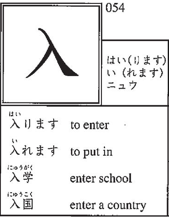 054
入
はい(ります)
い(れます)
ニュウ
はい
入ります to enter
い
入れます to put in
にゅうがく
入学 enter school
にゅうこく
入国 enter a country